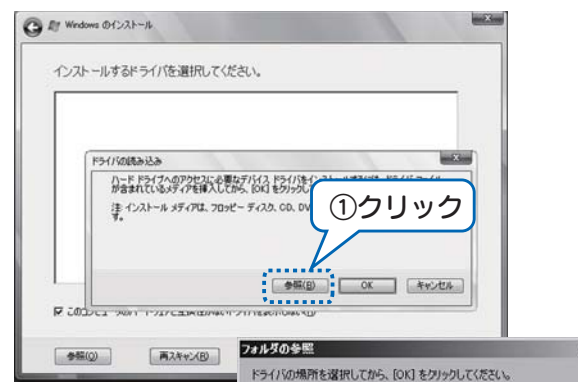 Windows のインストール
インストールするドライバを選択してください。
ドライバの読み込み
ハード ドライブへのアクセスに必要なデバイス ドライバをイン
が含まれているメディアを挿入してから、[OK] をクリックし
注: インストール メディアは、フロッピー ディスク、CD、DV
す。
①クリック
参照(B)
OK
キャンセル
参照(O)
再スキャン(R)
フォルダの参照
ドライバの場所を選択してから、[OK] をクリックしてください。